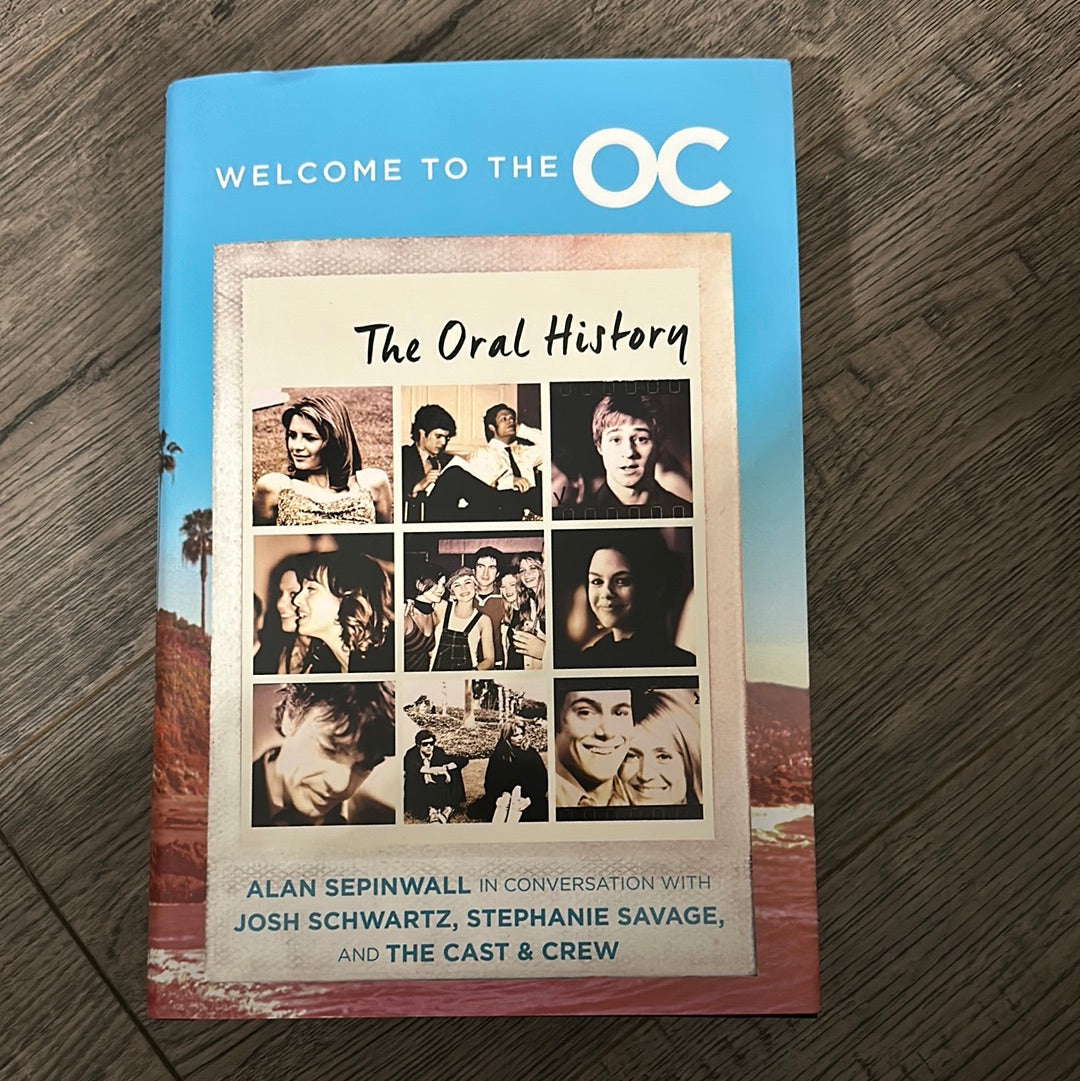 WELCOME TO THE OC
The Oral History
ALAN SEPINWALL IN CONVERSATION WITH
JOSH SCHWARTZ, STEPHANIE SAVAGE,
AND THE CAST & CREW